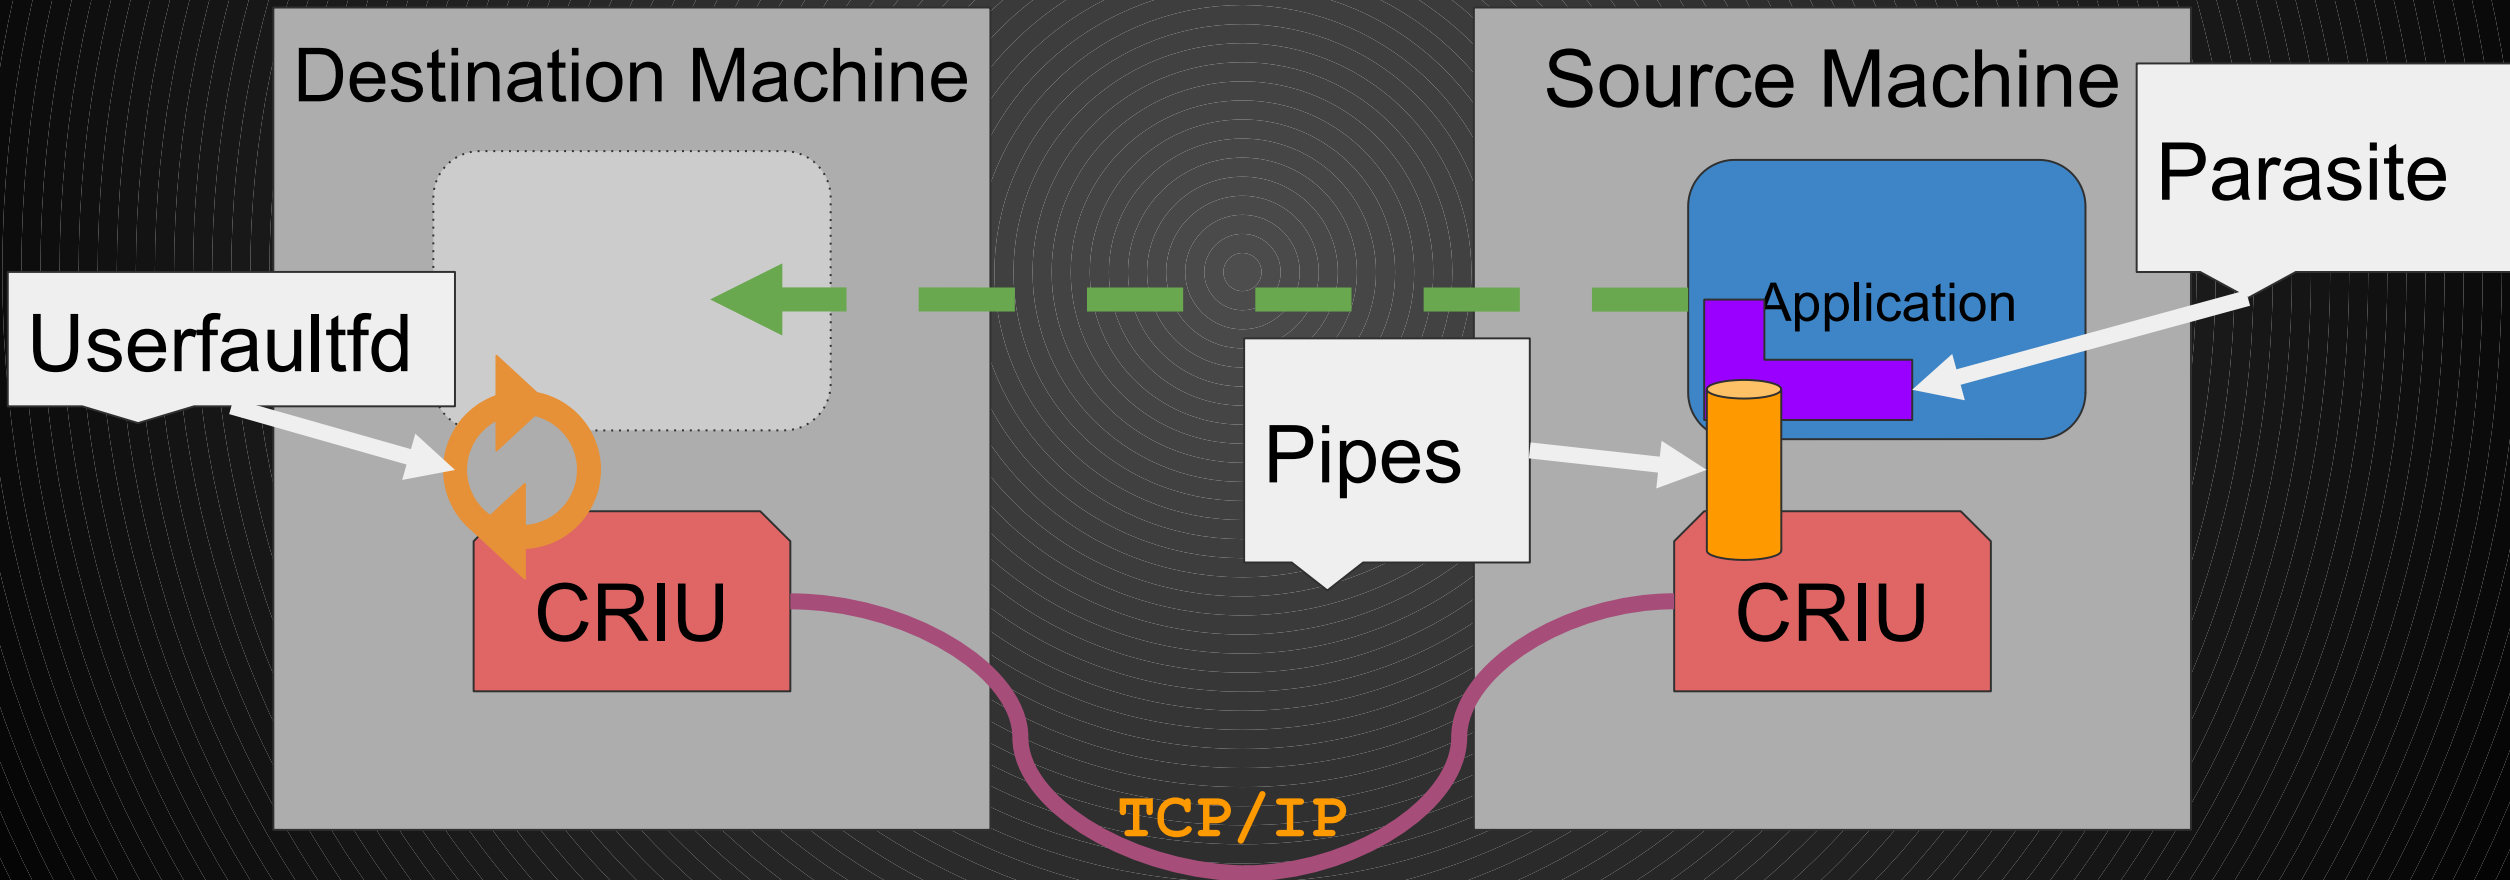 Destination Machine
Source Machine
Parasite
Application
Userfaultfd
Pipes
CRIU
CRIU
TCP/IP